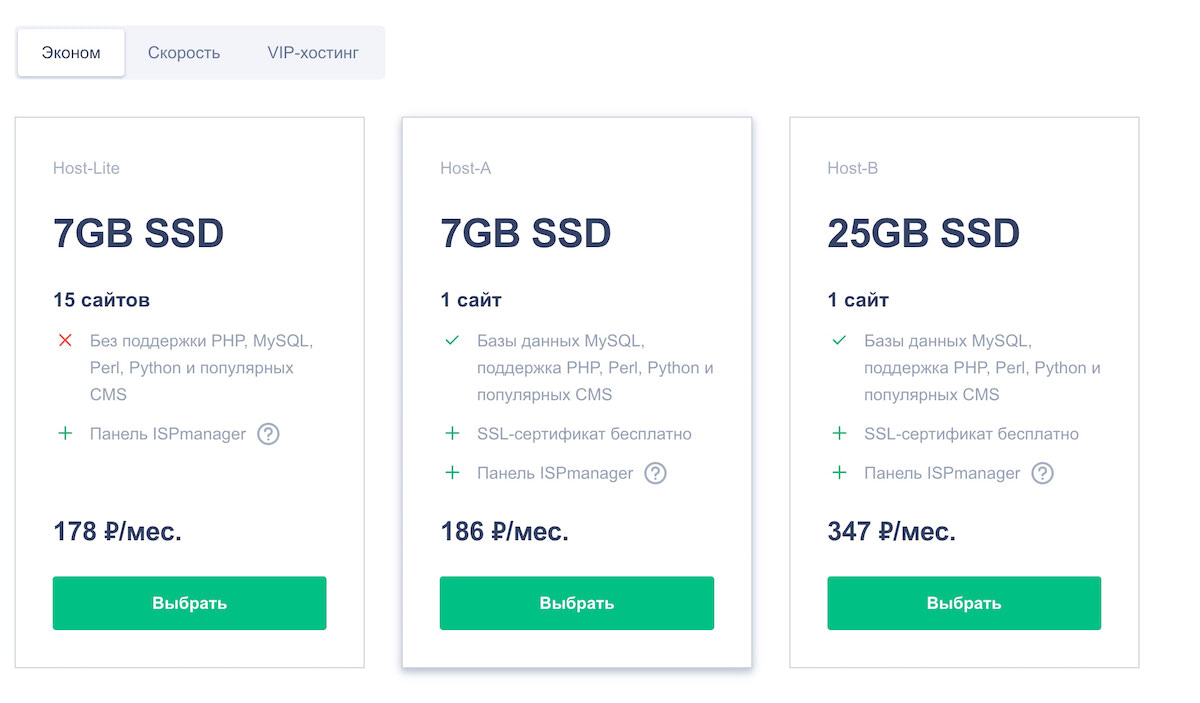 Эконом
Скорость
VIP-хостинг
Host-Lite
7GB SSD
15 сайтов
Без поддержки PHP, MySQL,
Perl, Python и популярных
CMS
Панель ISPmanager ?
178 ₽/мес.
Выбрать
Host-A
7GB SSD
1 сайт
Базы данных MySQL,
поддержка PHP, Perl, Python и
популярных CMS
SSL-сертификат бесплатно
Панель ISPmanager ?
186 ₽/мес.
Выбрать
Host-B
25GB SSD
1 сайт
Базы данных MySQL,
поддержка PHP, Perl, Python и
популярных CMS
SSL-сертификат бесплатно
Панель ISPmanager ?
347 ₽/мес.
Выбрать